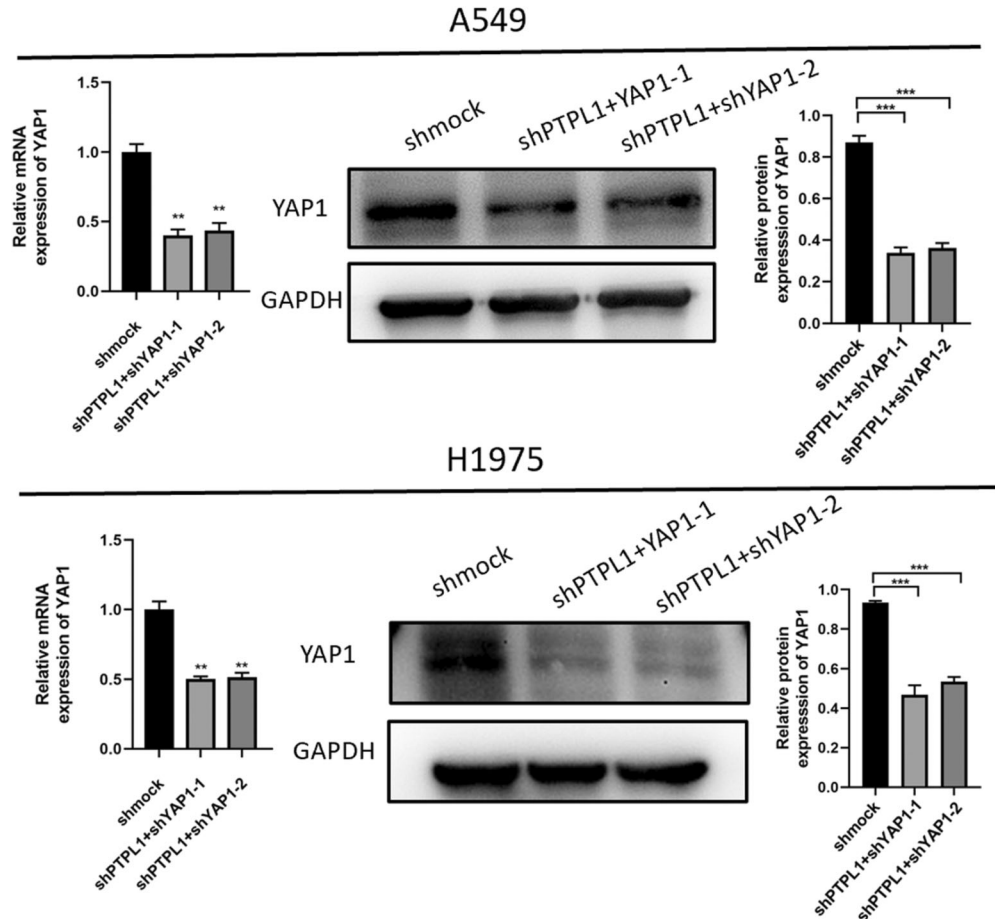 A549
Relative mRNA
expression of YAP1
1.5
1.0
0.5
0.0
**
**
shmock
shPTPL1+shYAP1-1
shPTPL1+shYAP1-2
shmock
shPTPL1+YAP1-1
shPTPL1+shYAP1-2
YAP1
GAPDH
Relative protein
expresssion of YAP1
1.0
0.8
0.6
0.4
0.2
0.0
***
***
shmock
shPTPL1+shYAP1-1
shPTPL1+shYAP1-2
H1975
Relative mRNA
expression of YAP1
1.5
1.0
0.5
0.0
**
**
shmock
shPTPL1+shYAP1-1
shPTPL1+shYAP1-2
shmock
shPTPL1+YAP1-1
shPTPL1+shYAP1-2
YAP1
GAPDH
Relative protein
expresssion of YAP1
1.0
0.8
0.6
0.4
0.2
0.0
***
***
shmock
shPTPL1+shYAP1-1
shPTPL1+shYAP1-2